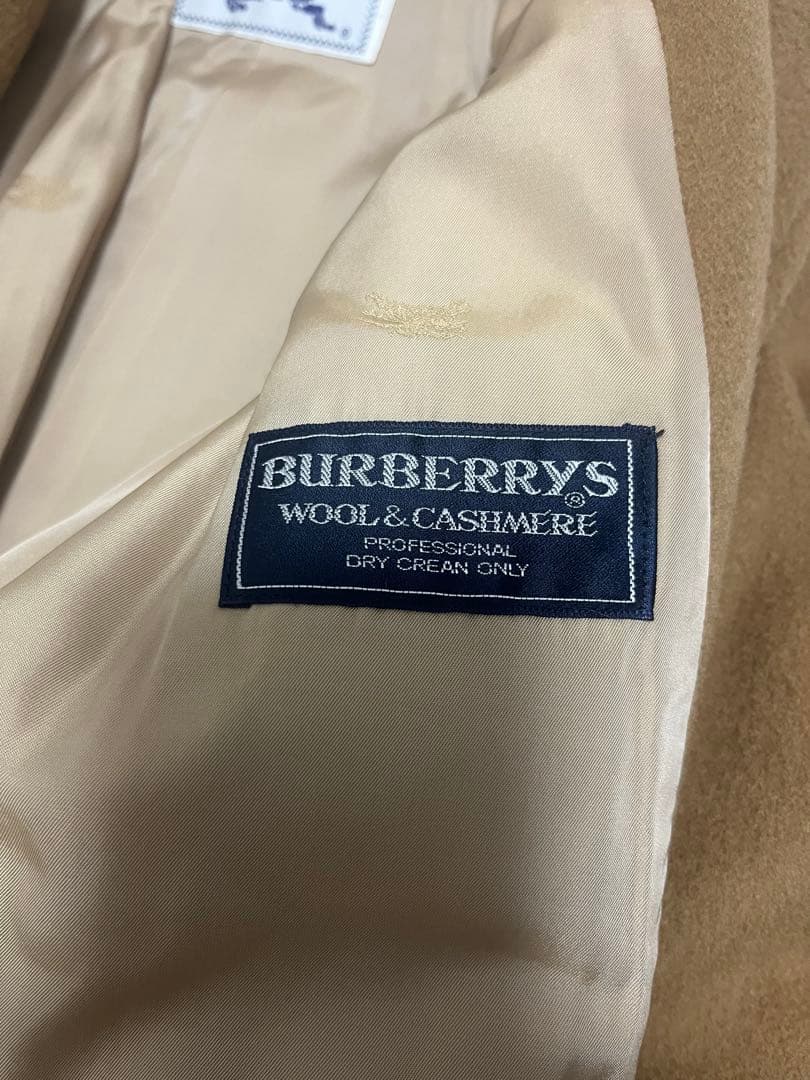 BURBERRYS
®
WOOL & CASHMERE
PROFESSIONAL
DRY CREAN ONLY